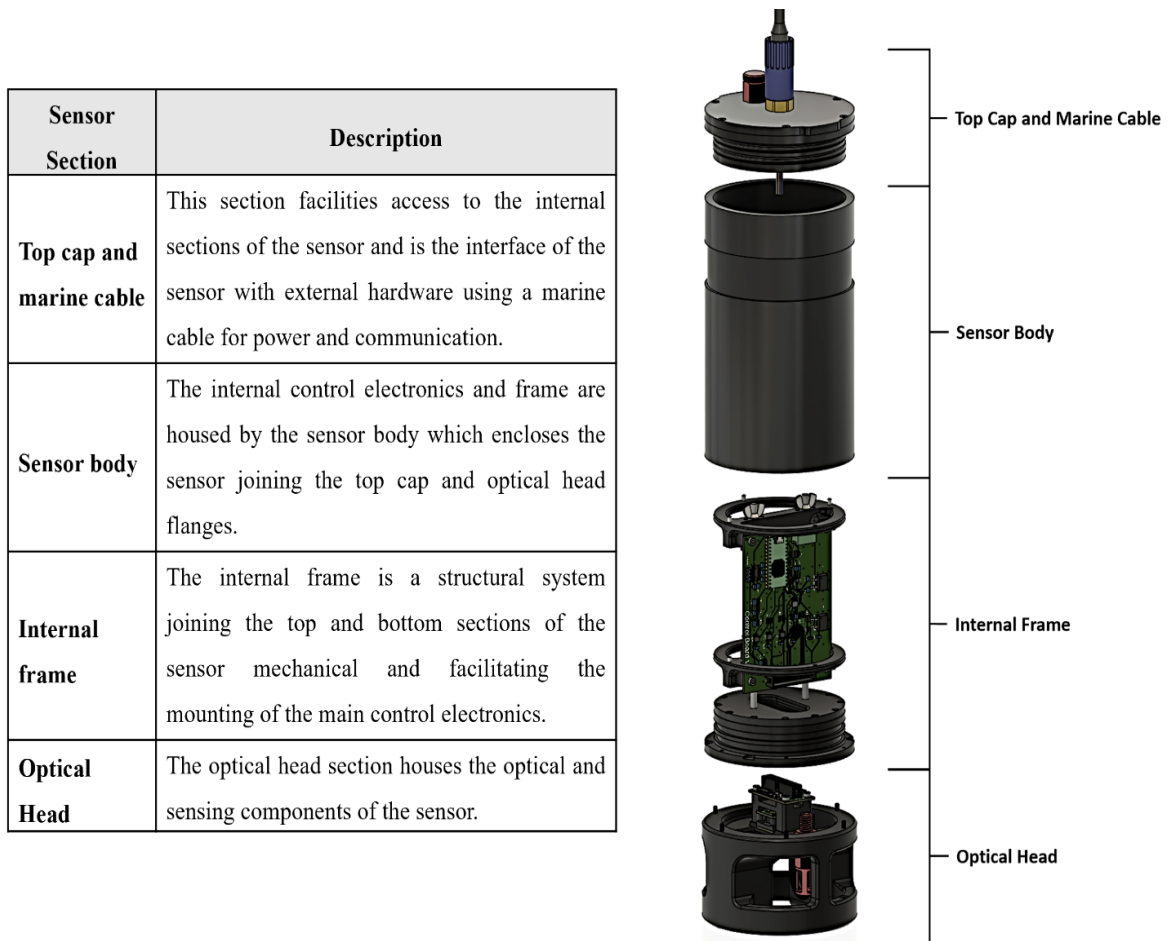 Sensor
Section
Description
Top cap and
marine cable
This section facilities access to the internal
sections of the sensor and is the interface of the
sensor with external hardware using a marine
cable for power and communication.
Sensor body
The internal control electronics and frame are
housed by the sensor body which encloses the
sensor joining the top cap and optical head
flanges.
Internal
frame
The internal frame is a structural system
joining the top and bottom sections of the
sensor mechanical and facilitating the
mounting of the main control electronics.
Optical
Head
The optical head section houses the optical and
sensing components of the sensor.
Top Cap and Marine Cable
Sensor Body
Internal Frame
Control Board
Optical Head